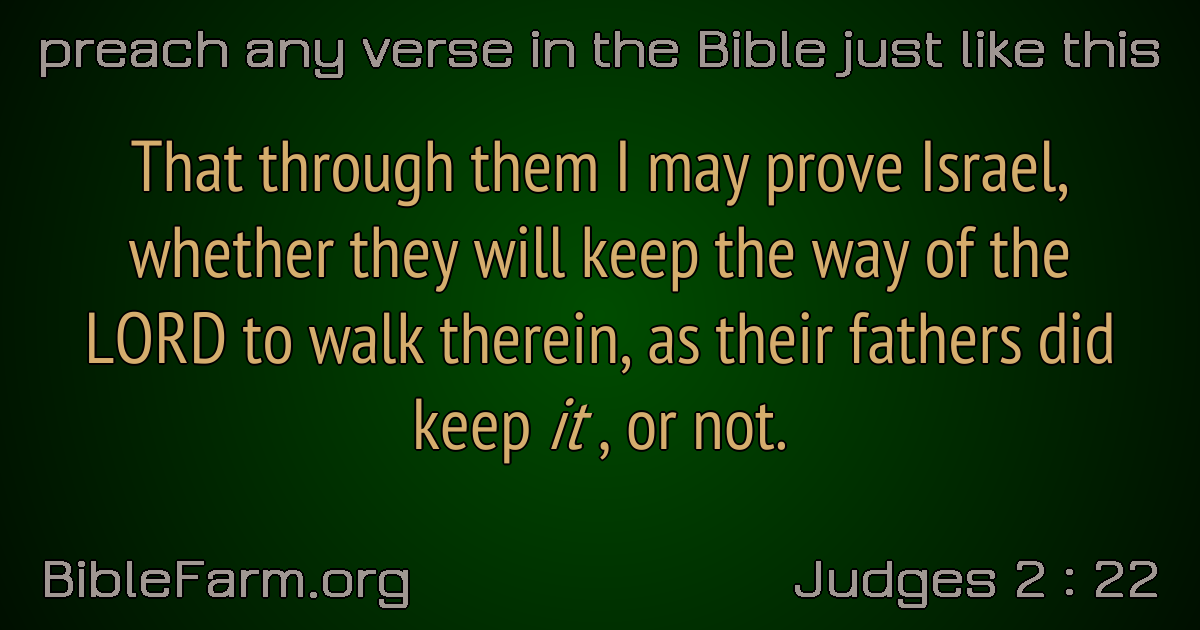 preach any verse in the Bible just like this
That through them I may prove Israel,
whether they will keep the way of the
LORD to walk therein, as their fathers did
keep it , or not.
BibleFarm.org
Judges 2 : 22